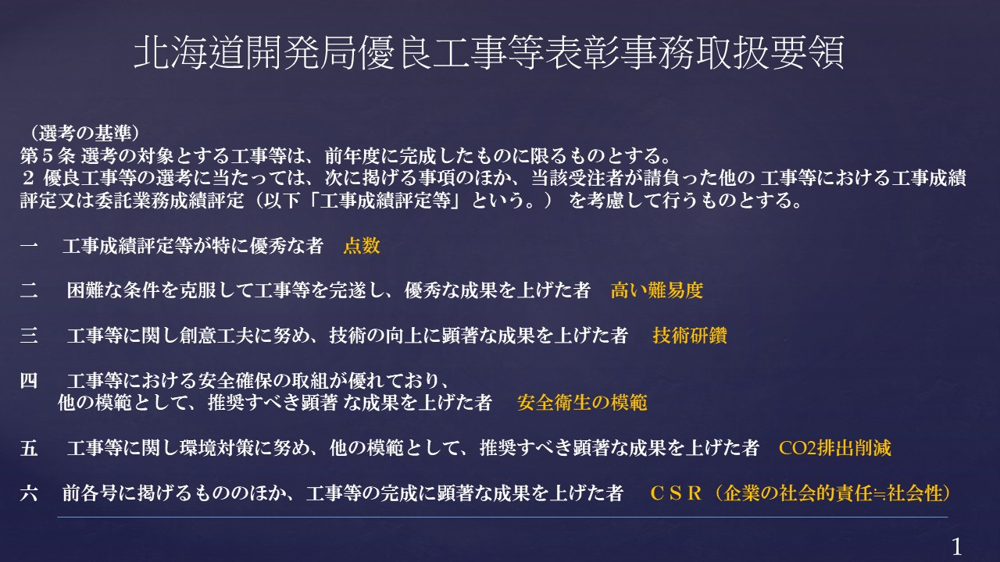 北海道開発局優良工事等表彰事務取扱要領
（選考の基準）
第５条 選考の対象とする工事等は、前年度に完成したものに限るものとする。
２ 優良工事等の選考に当たっては、次に掲げる事項のほか、当該受注者が請負った他の 工事等における工事成績
評定又は委託業務成績評定（以下「工事成績評定等」という。） を考慮して行うものとする。
一　工事成績評定等が特に優秀な者　点数
二　困難な条件を克服して工事等を完遂し、優秀な成果を上げた者　高い難易度
三　工事等に関し創意工夫に努め、技術の向上に顕著な成果を上げた者　技術研鑽
四　工事等における安全確保の取組が優れており、
他の模範として、推奨すべき顕著 な成果を上げた者　安全衛生の模範
五　工事等に関し環境対策に努め、他の模範として、推奨すべき顕著な成果を上げた者　CO2排出削減
六　前各号に掲げるもののほか、工事等の完成に顕著な成果を上げた者　ＣＳＲ（企業の社会的責任≒社会性）
1